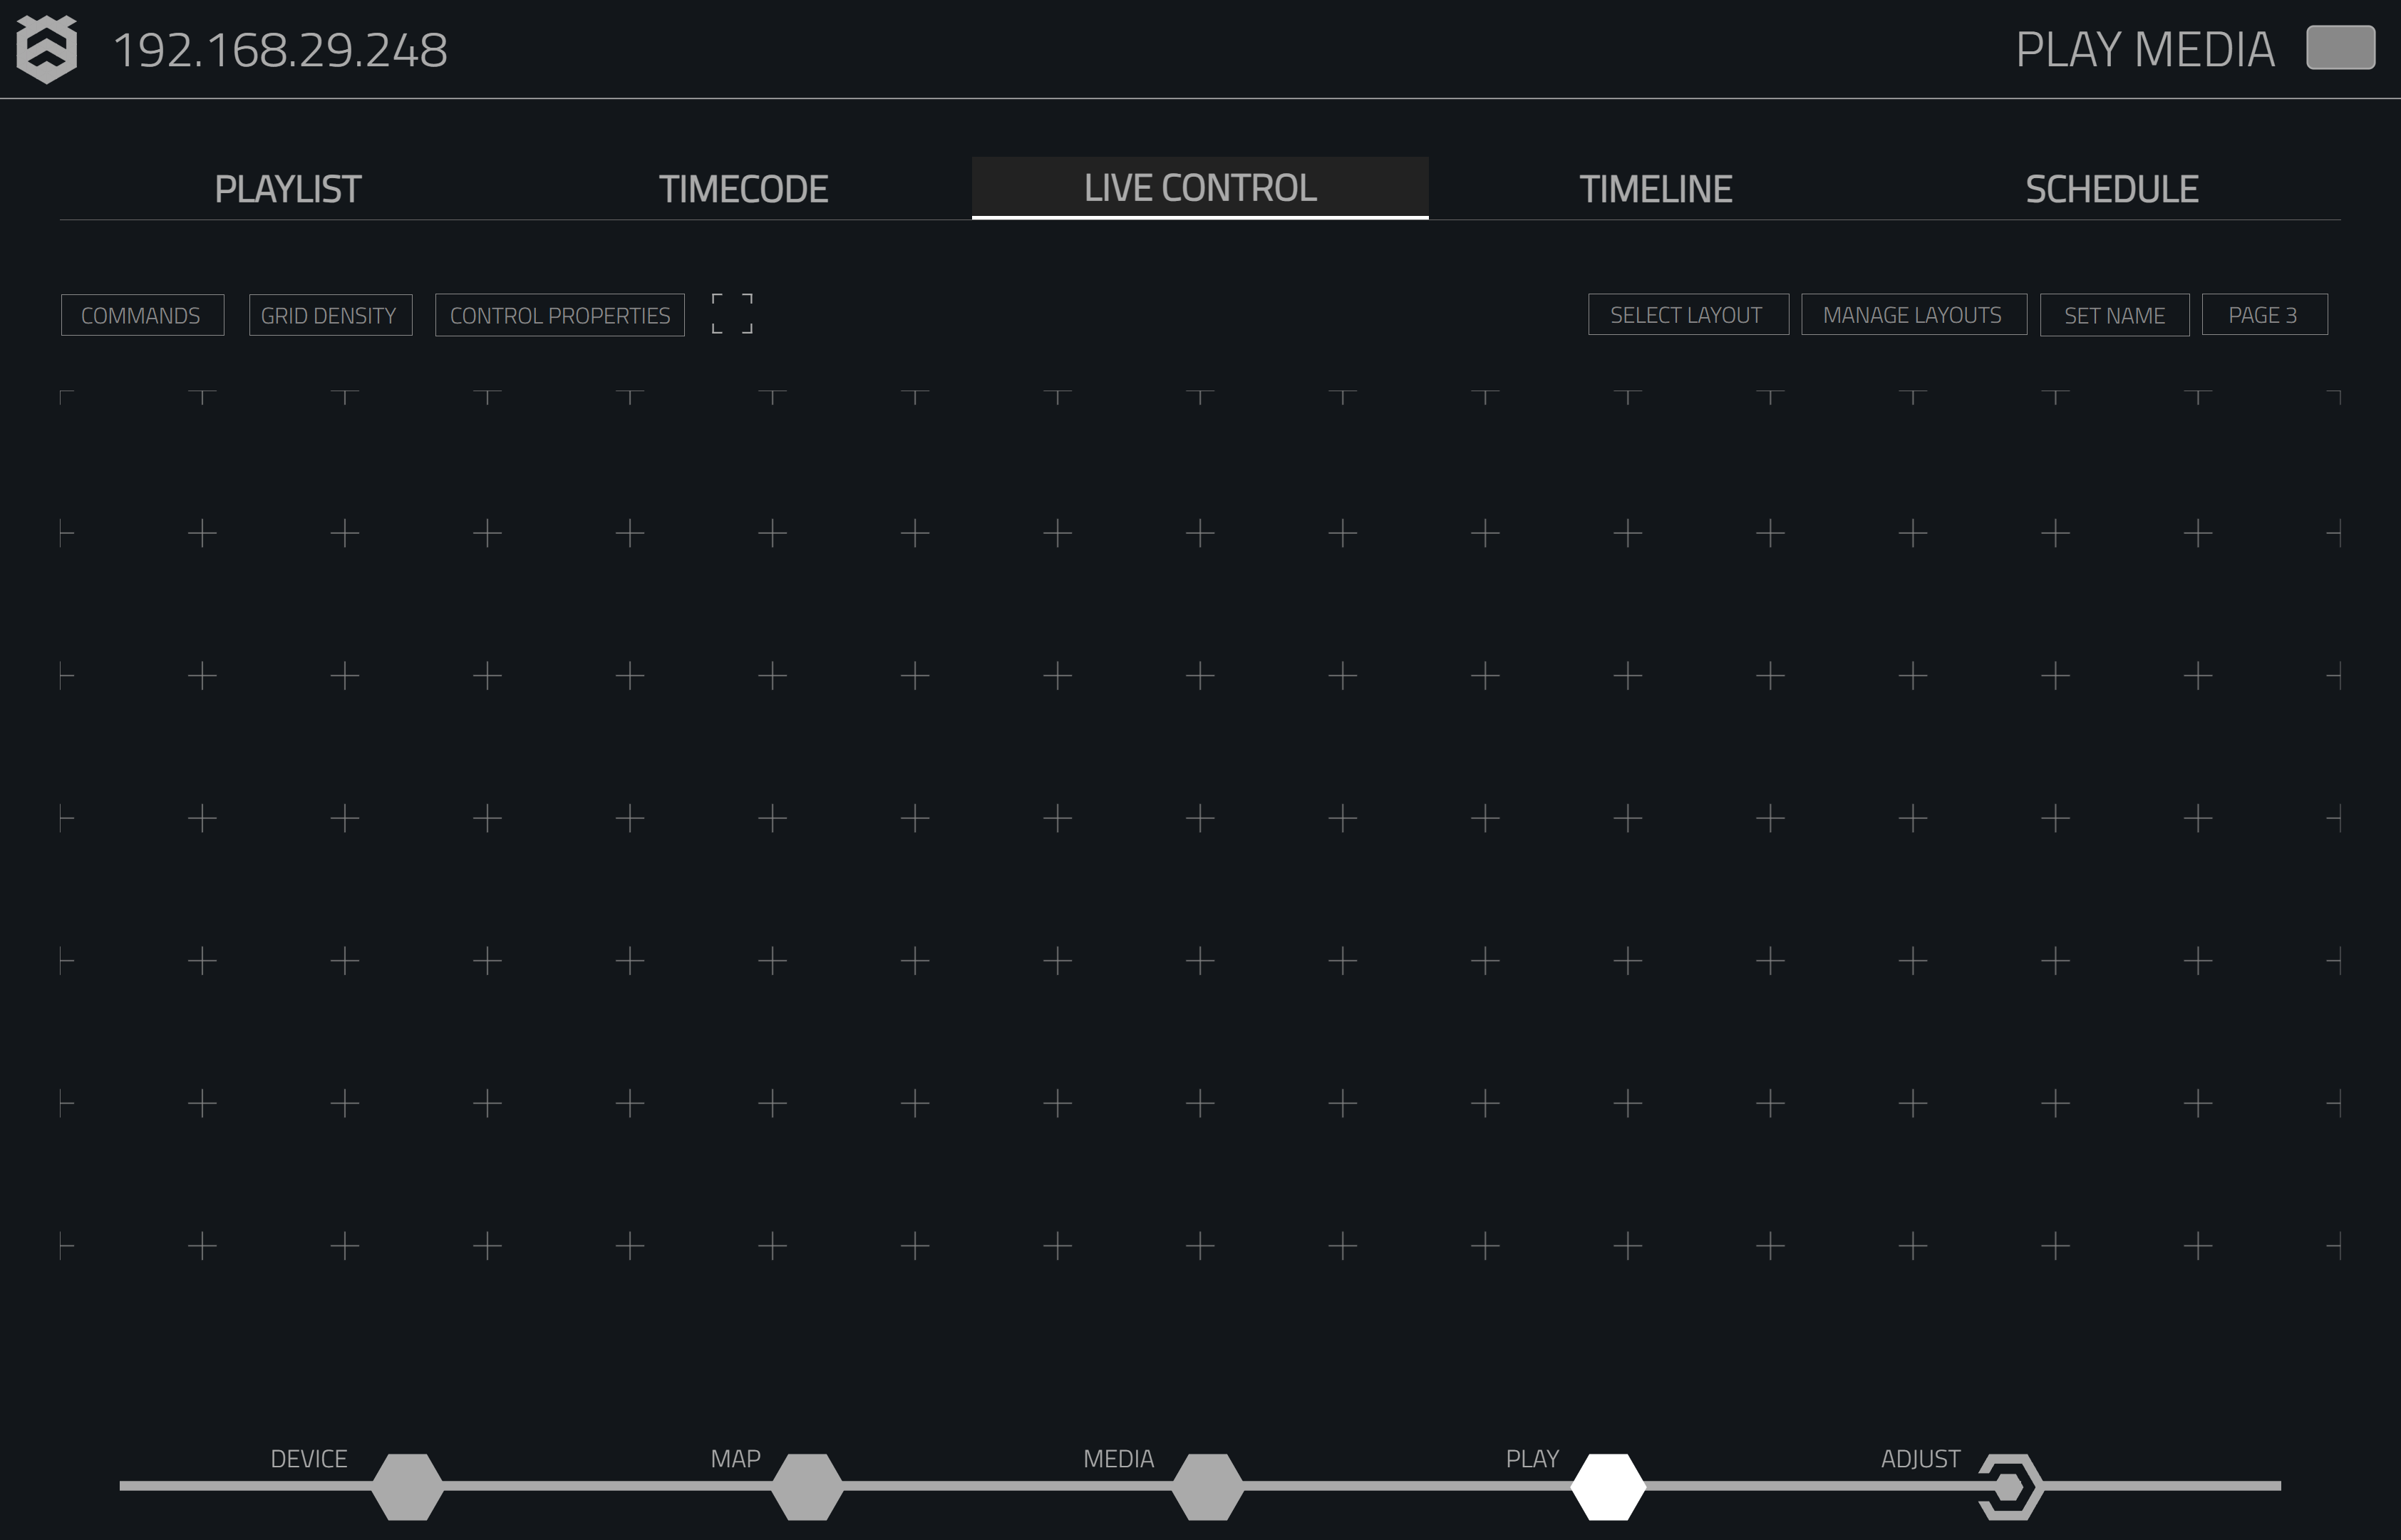 192.168.29.248
PLAY MEDIA
PLAYLIST
TIMECODE
LIVE CONTROL
TIMELINE
SCHEDULE
COMMANDS
GRID DENSITY
CONTROL PROPERTIES
SELECT LAYOUT
MANAGE LAYOUTS
SET NAME
PAGE 3
DEVICE
MAP
MEDIA
PLAY
ADJUST